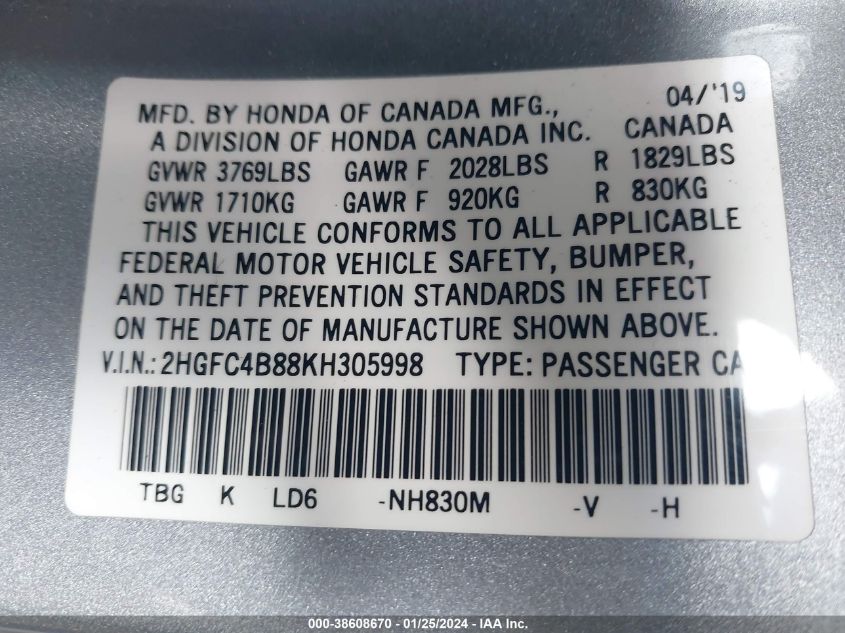 04/'19
MFD. BY HONDA OF CANADA MFG.,
A DIVISION OF HONDA CANADA INC. CANADA
GVWR 3769LBS GAWR F 2028LBS R 1829LBS
GVWR 1710KG GAWR F 920KG R 830KG
THIS VEHICLE CONFORMS TO ALL APPLICABLE
FEDERAL MOTOR VEHICLE SAFETY, BUMPER,
AND THEFT PREVENTION STANDARDS IN EFFECT
ON THE DATE OF MANUFACTURE SHOWN ABOVE.
V.I.N.: 2HGFC4B88KH305998 TYPE: PASSENGER CA
TBG K LD6 -NH830M -V -H
000-38608670 - 01/25/2024 - IAA Inc.